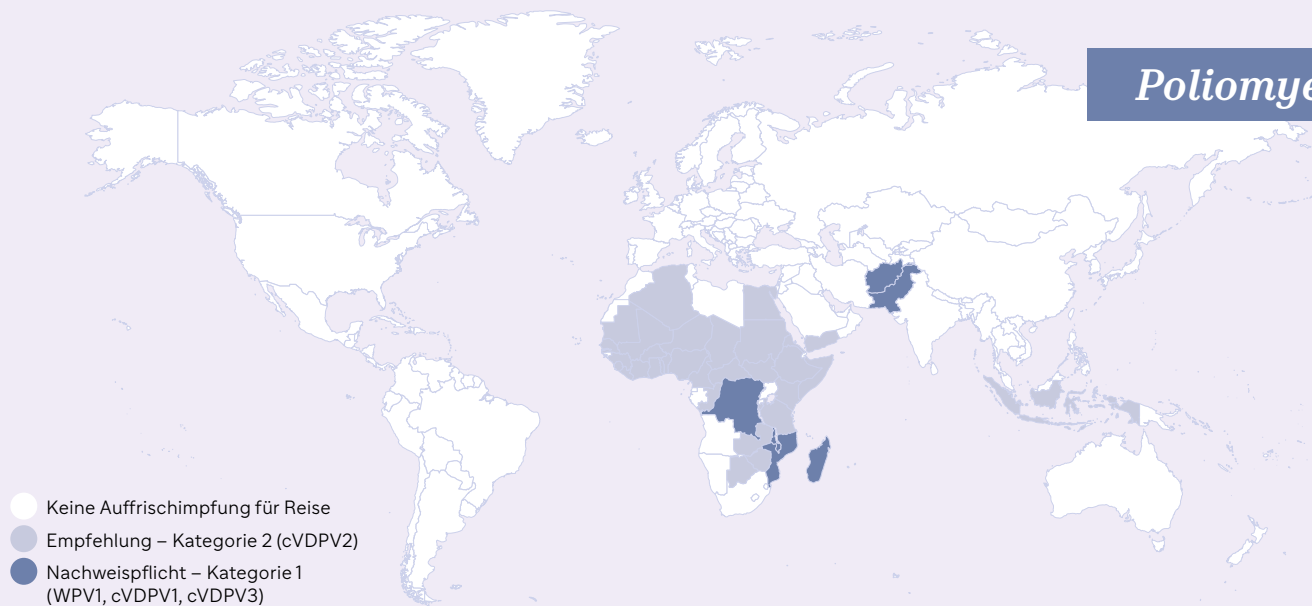 Poliomye
Keine Auffrischimpfung für Reise
Empfehlung – Kategorie 2 (cVDPV2)
Nachweispflicht – Kategorie 1
(WPV1, cVDPV1, cVDPV3)